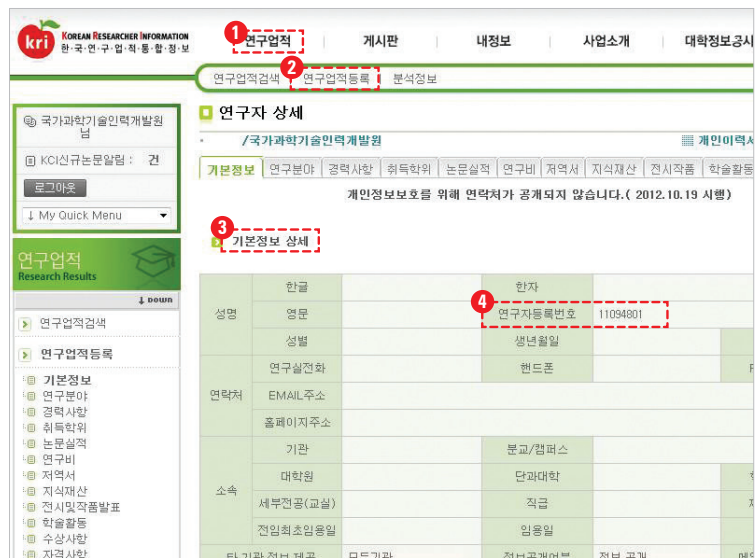 kri KOREAN RESEARCHER INFORMATION
한·국·연·구·업·적·통·합·정·보
1 연구업적 게시판 내정보 사업소개 대학정보공시
2 연구업적검색 연구업적등록 분석정보
국가과학기술인력개발원
님
KCI신규논문알림 : 건
로그아웃
↓ My Quick Menu
연구자 상세
/국가과학기술인력개발원 개인이력서
기본정보 연구분야 경력사항 취득학위 논문실적 연구비 저역서 지식재산 전시작품 학술활동
개인정보보호를 위해 연락처가 공개되지 않습니다.( 2012.10.19 시행)
3 기본정보 상세
연구업적
Research Results
↓ DOWN
연구업적검색
연구업적등록
기본정보
연구분야
경력사항
취득학위
논문실적
연구비
저역서
지식재산
전시및작품발표
학술활동
수상사항
자격사항
한글 한자
성명 영문 4 연구자등록번호 11094801
성별 생년월일
연구실전화 핸드폰 F
연락처 EMAIL주소
홈페이지주소
기관 분교/캠퍼스
소속 대학원 단과대학
세부전공(교실) 직급
전임최초임용일 임용일
타 기관 정보 제공 모든기관 정보공개여부 정보 공개